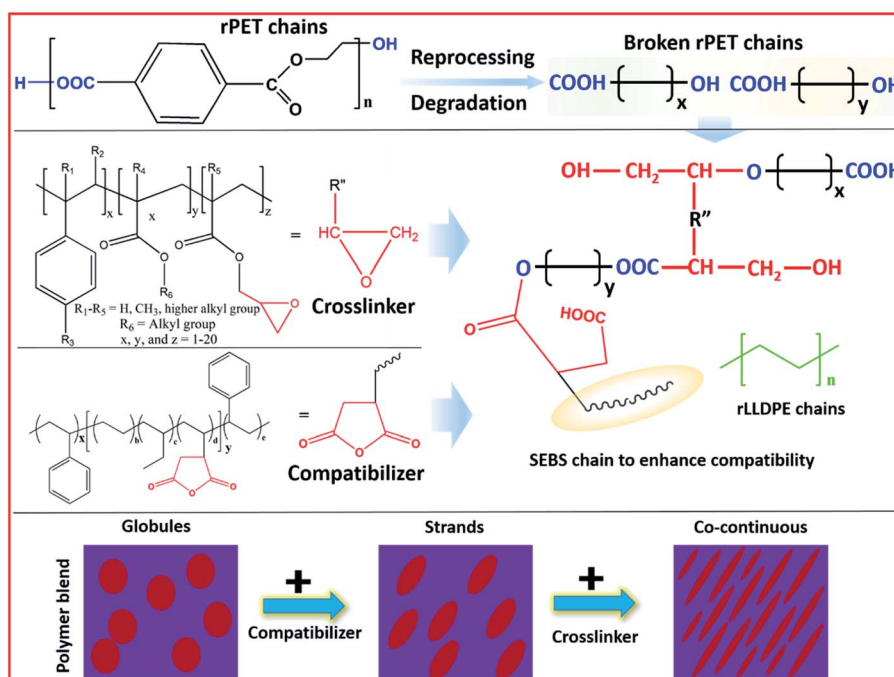 rPET chains
H-OOC
OH
O
C
O
n
Reprocessing
Degradation
Broken rPET chains
COOH
x
OH
COOH
y
OH
R1
R2
R4
R5
x
x
y
z
O
O
O
O
R6
O
R3
R1-R5 = H, CH3, higher alkyl group
R6 = Alkyl group
x, y, and z = 1-20
=
R"
HC
CH2
O
Crosslinker
OH
CH2
CH
O
x
COOH
R"
O
y
OOC
CH
CH2
OH
O
HOOC
n
rLLDPE chains
SEBS chain to enhance compatibility
x
b
c
d
y
e
O
O
O
=
O
O
O
Compatibilizer
Polymer blend
Globules
+
Compatibilizer
Strands
+
Crosslinker
Co-continuous